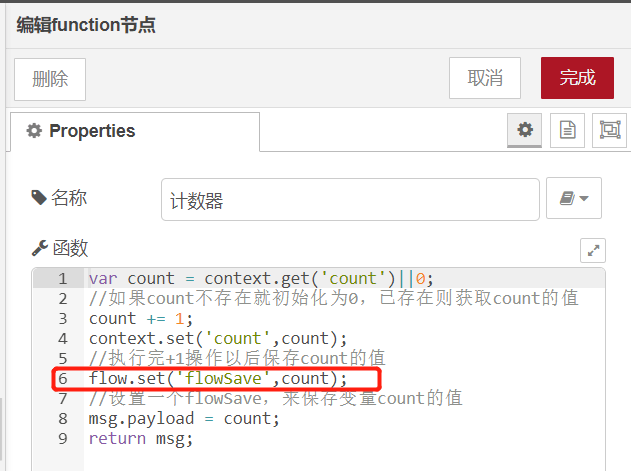 编辑function节点
删除 取消 完成
Properties
名称 计数器
函数
1 var count = context.get('count')||0;
2 //如果count不存在就初始化为0，已存在则获取count的值
3 count += 1;
4 context.set('count',count);
5 //执行完+1操作以后保存count的值
6 flow.set('flowSave',count);
7 //设置一个flowSave，来保存变量count的值
8 msg.payload = count;
9 return msg;